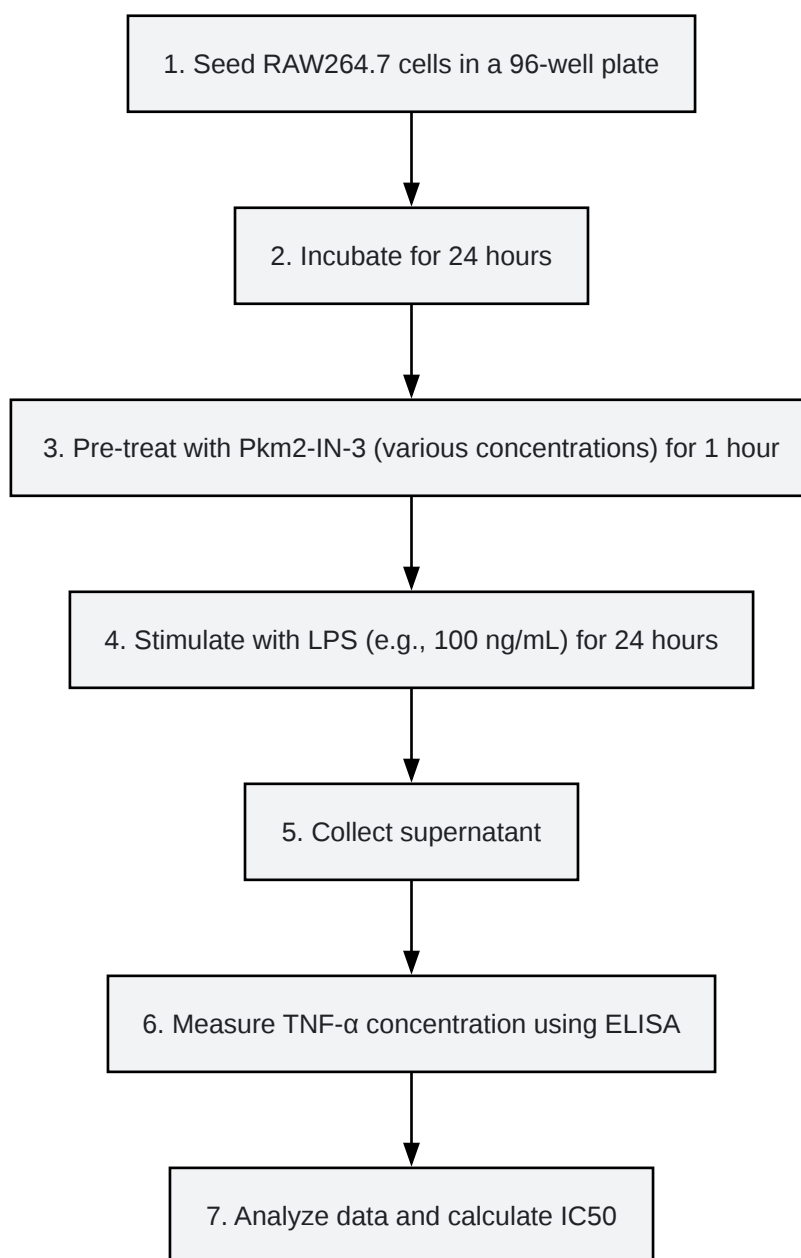 1. Seed RAW264.7 cells in a 96-well plate
2. Incubate for 24 hours
3. Pre-treat with Pkm2-IN-3 (various concentrations) for 1 hour
4. Stimulate with LPS (e.g., 100 ng/mL) for 24 hours
5. Collect supernatant
6. Measure TNF-α concentration using ELISA
7. Analyze data and calculate IC50